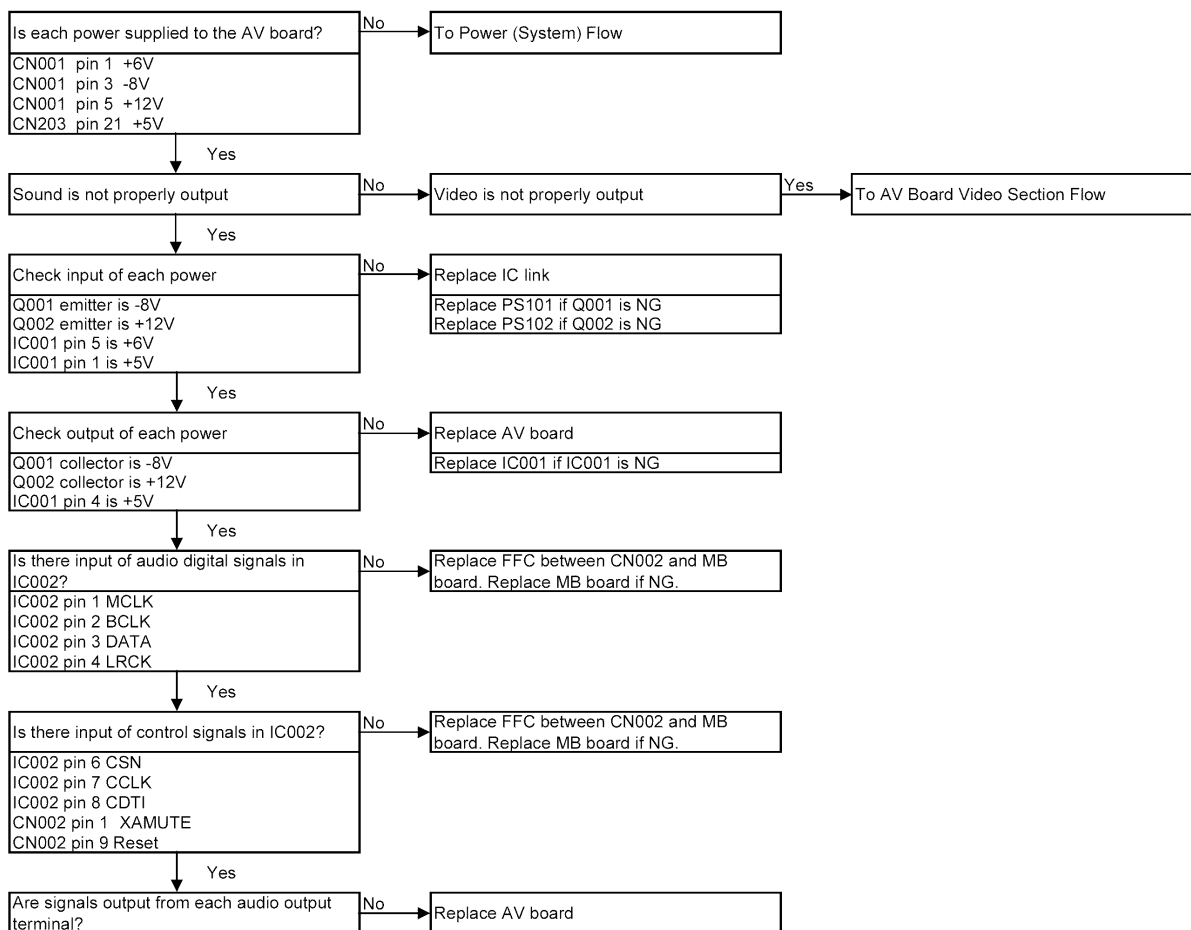 Is each power supplied to the AV board?
No
To Power (System) Flow
CN001 pin 1 +6V
CN001 pin 3 -8V
CN001 pin 5 +12V
CN203 pin 21 +5V
Yes
Sound is not properly output
No
Video is not properly output
Yes
To AV Board Video Section Flow
Yes
Check input of each power
No
Replace IC link
Q001 emitter is -8V
Q002 emitter is +12V
IC001 pin 5 is +6V
IC001 pin 1 is +5V
Replace PS101 if Q001 is NG
Replace PS102 if Q002 is NG
Yes
Check output of each power
No
Replace AV board
Q001 collector is -8V
Q002 collector is +12V
IC001 pin 4 is +5V
Replace IC001 if IC001 is NG
Yes
Is there input of audio digital signals in
IC002?
No
Replace FFC between CN002 and MB
board. Replace MB board if NG.
IC002 pin 1 MCLK
IC002 pin 2 BCLK
IC002 pin 3 DATA
IC002 pin 4 LRCK
Yes
Is there input of control signals in IC002?
No
Replace FFC between CN002 and MB
board. Replace MB board if NG.
IC002 pin 6 CSN
IC002 pin 7 CCLK
IC002 pin 8 CDTI
CN002 pin 1 XAMUTE
CN002 pin 9 Reset
Yes
Are signals output from each audio output
terminal?
No
Replace AV board